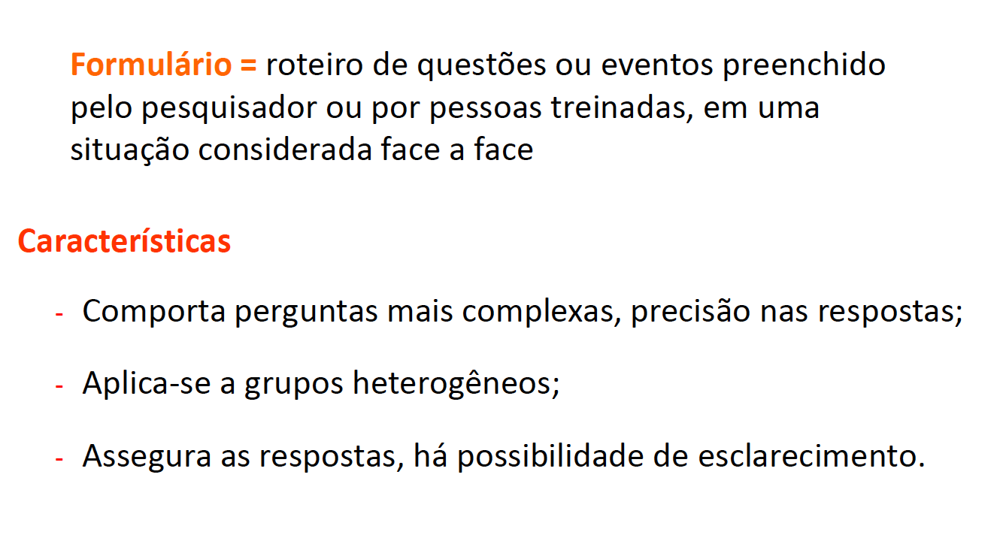 Formulário = roteiro de questões ou eventos preenchido
pelo pesquisador ou por pessoas treinadas, em uma
situação considerada face a face
Características
- Comporta perguntas mais complexas, precisão nas respostas;
- Aplica-se a grupos heterogêneos;
- Assegura as respostas, há possibilidade de esclarecimento.